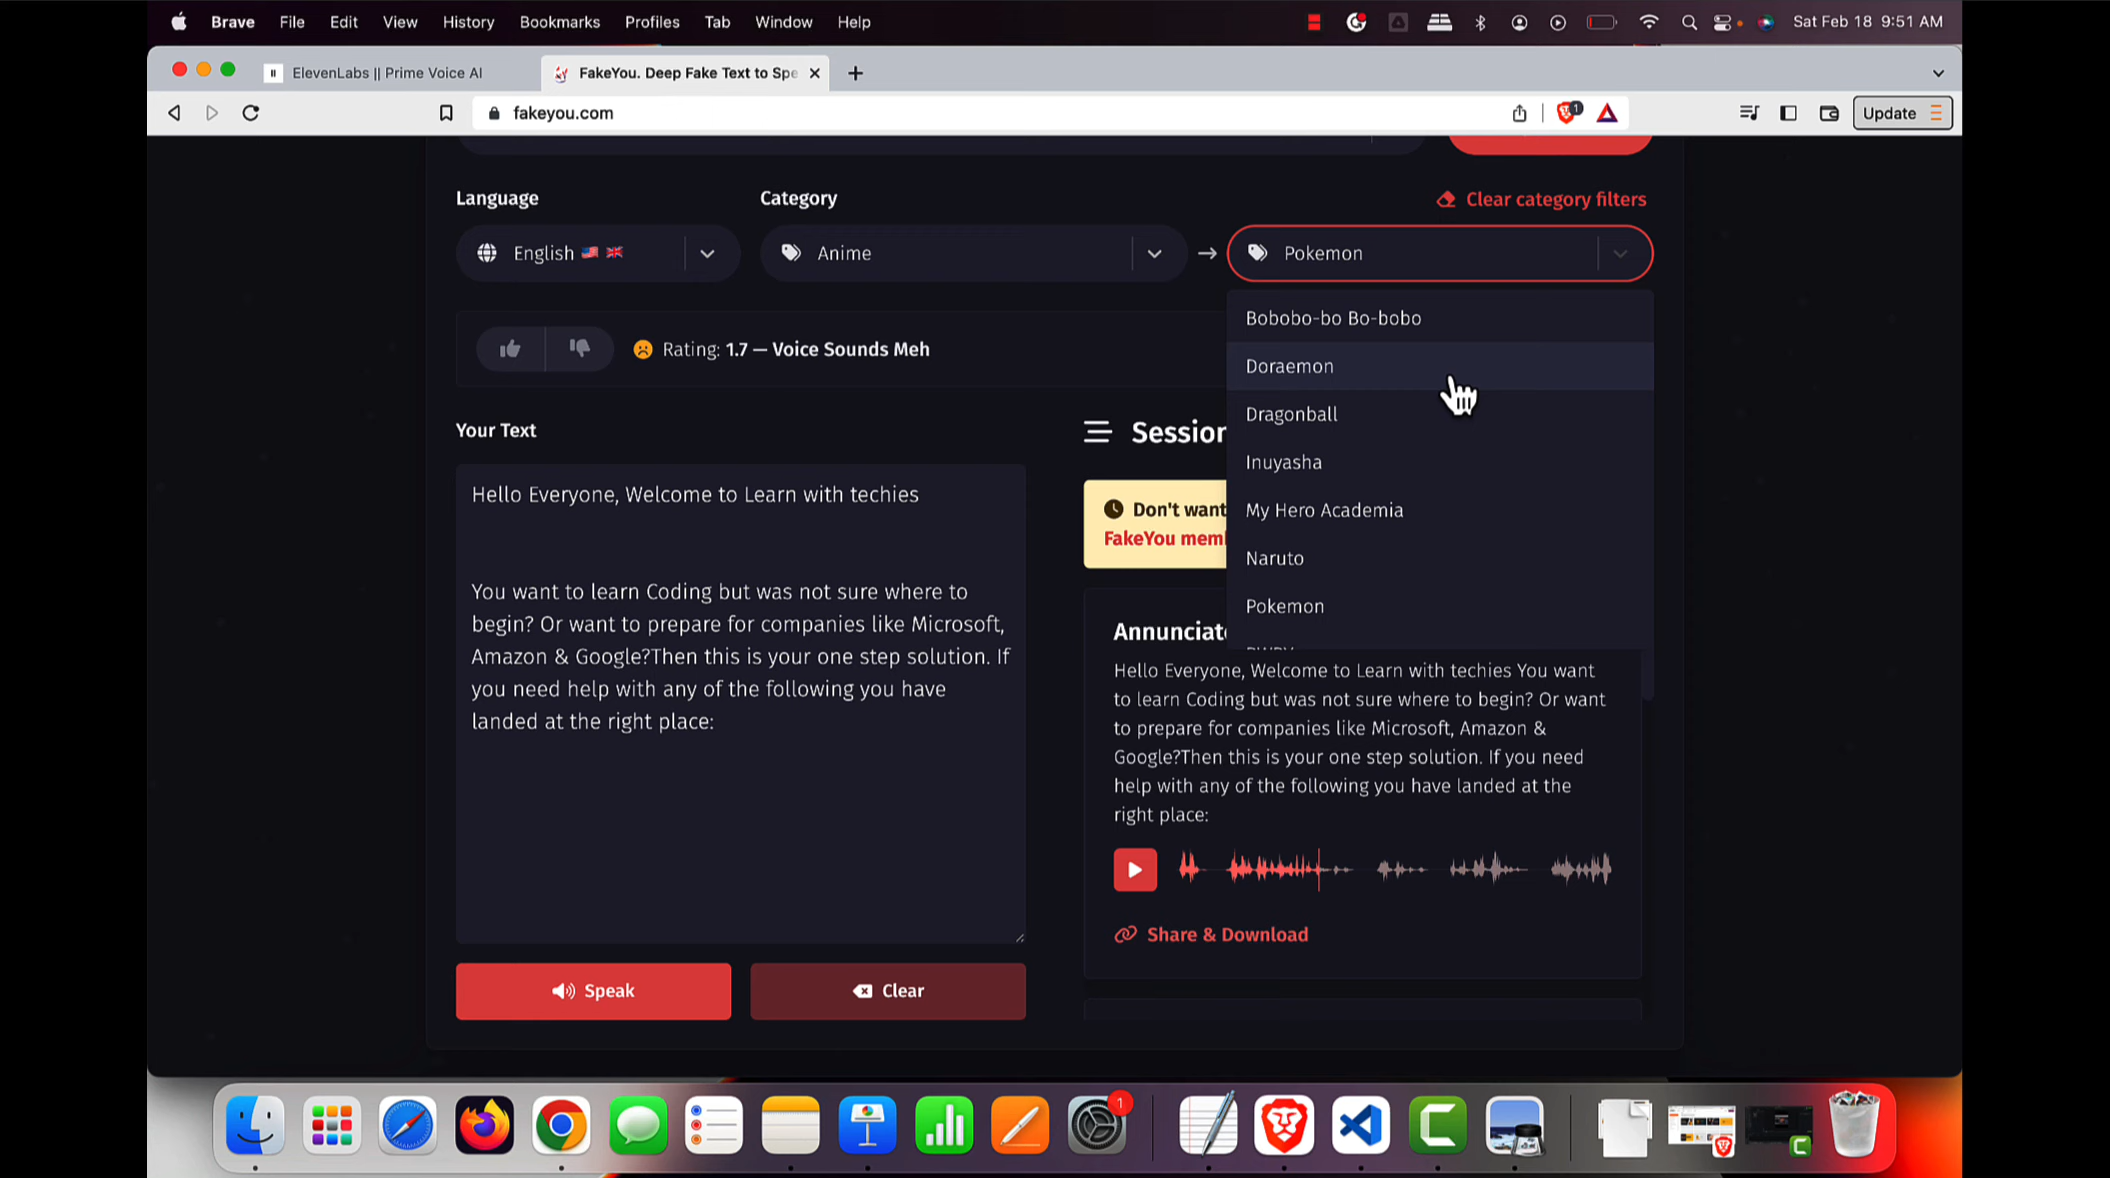 Brave File Edit View History Bookmarks Profiles Tab Window Help Sat Feb 18 9:51 AM
ElevenLabs || Prime Voice AI
FakeYou. Deep Fake Text to Spe
fakeyou.com
1
Update
Language
Category
Clear category filters
English
Anime
Pokemon
Rating: 1.7 — Voice Sounds Meh
Bobobo-bo Bo-bobo
Doraemon
Dragonball
Inuyasha
My Hero Academia
Naruto
Pokemon
Your Text
Hello Everyone, Welcome to Learn with techies
You want to learn Coding but was not sure where to
begin? Or want to prepare for companies like Microsoft,
Amazon & Google?Then this is your one step solution. If
you need help with any of the following you have
landed at the right place:
Speak
Clear
Session
Don't want
FakeYou mem
Annunciat
Hello Everyone, Welcome to Learn with techies You want
to learn Coding but was not sure where to begin? Or want
to prepare for companies like Microsoft, Amazon &
Google?Then this is your one step solution. If you need
help with any of the following you have landed at the
right place:
Share & Download
1